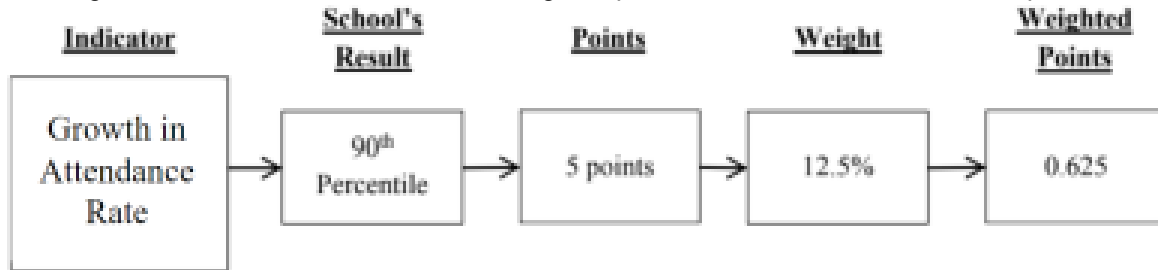 Indicator
School's
Result
Points
Weight
Weighted
Points
Growth in
Attendance
Rate
90th
Percentile
5 points
12.5%
0.625